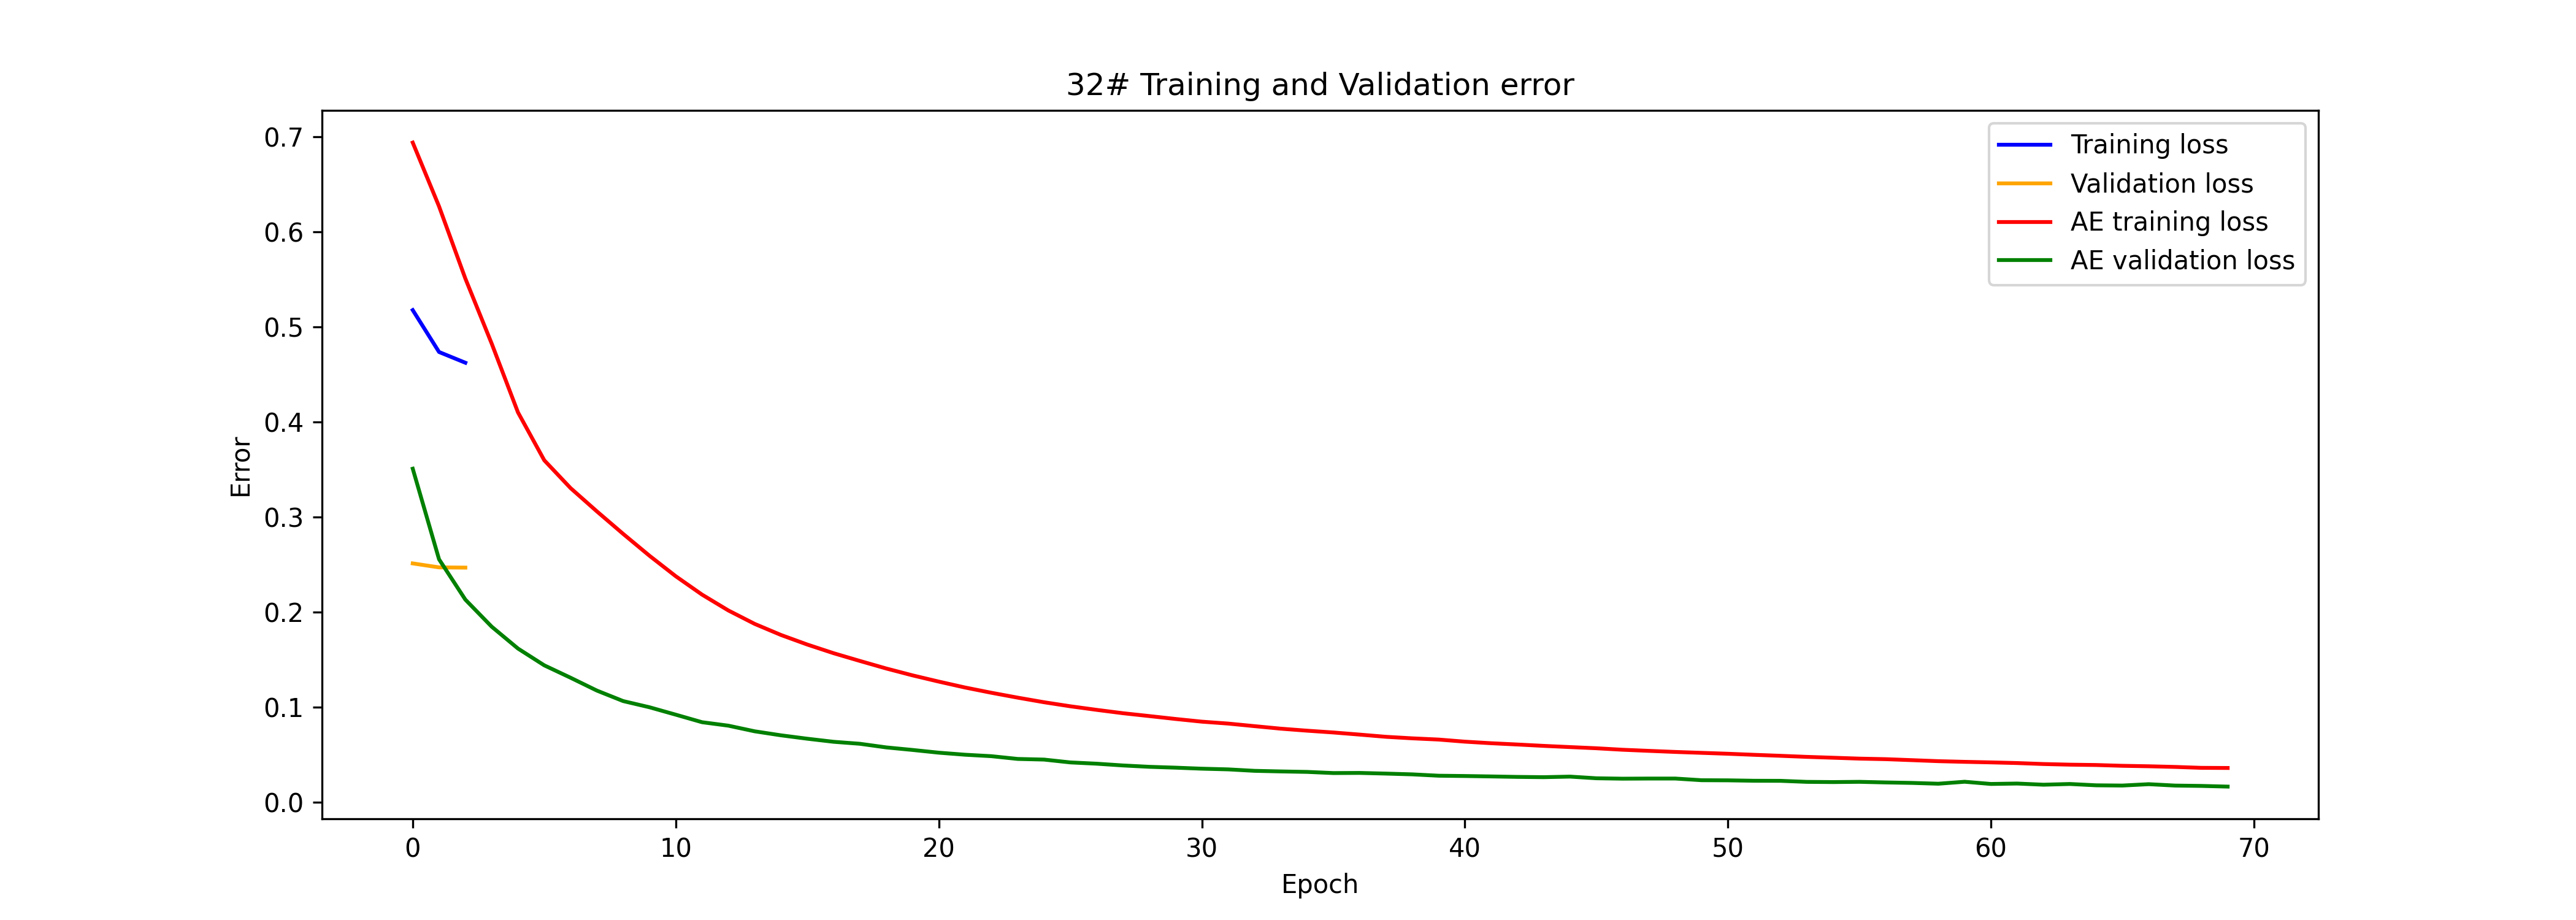 32# Training and Validation error
Training loss
Validation loss
AE training loss
AE validation loss
Error
0.7
0.6
0.5
0.4
0.3
0.2
0.1
0.0
0 10 20 30 40 50 60 70
Epoch